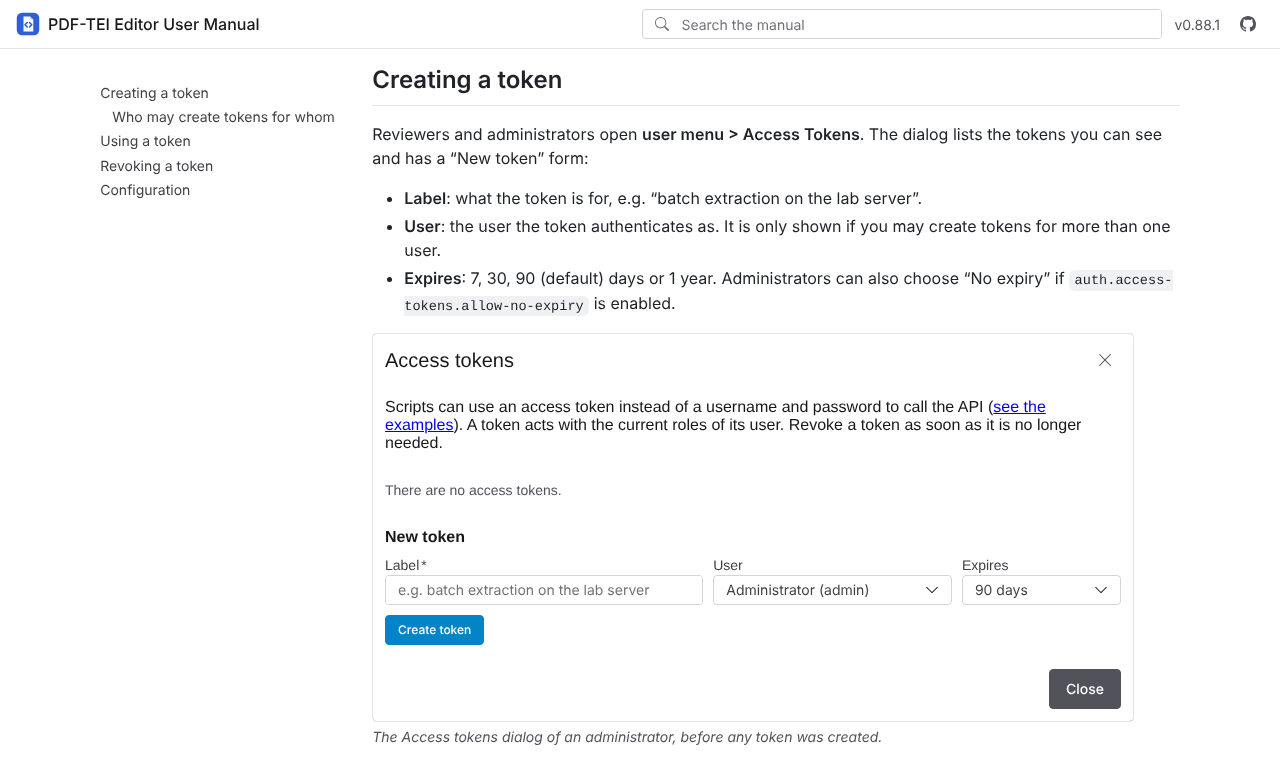 PDF-TEI Editor User Manual
Search the manual
v0.88.1
Creating a token
Who may create tokens for whom
Using a token
Revoking a token
Configuration
Creating a token
Reviewers and administrators open user menu > Access Tokens. The dialog lists the tokens you can see
and has a “New token” form:
• Label: what the token is for, e.g. “batch extraction on the lab server”.
• User: the user the token authenticates as. It is only shown if you may create tokens for more than one
user.
• Expires: 7, 30, 90 (default) days or 1 year. Administrators can also choose “No expiry” if auth.access-
tokens.allow-no-expiry is enabled.
Access tokens
Scripts can use an access token instead of a username and password to call the API (see the
examples). A token acts with the current roles of its user. Revoke a token as soon as it is no longer
needed.
There are no access tokens.
New token
Label* User Expires
e.g. batch extraction on the lab server Administrator (admin) 90 days
Create token
Close
The Access tokens dialog of an administrator, before any token was created.